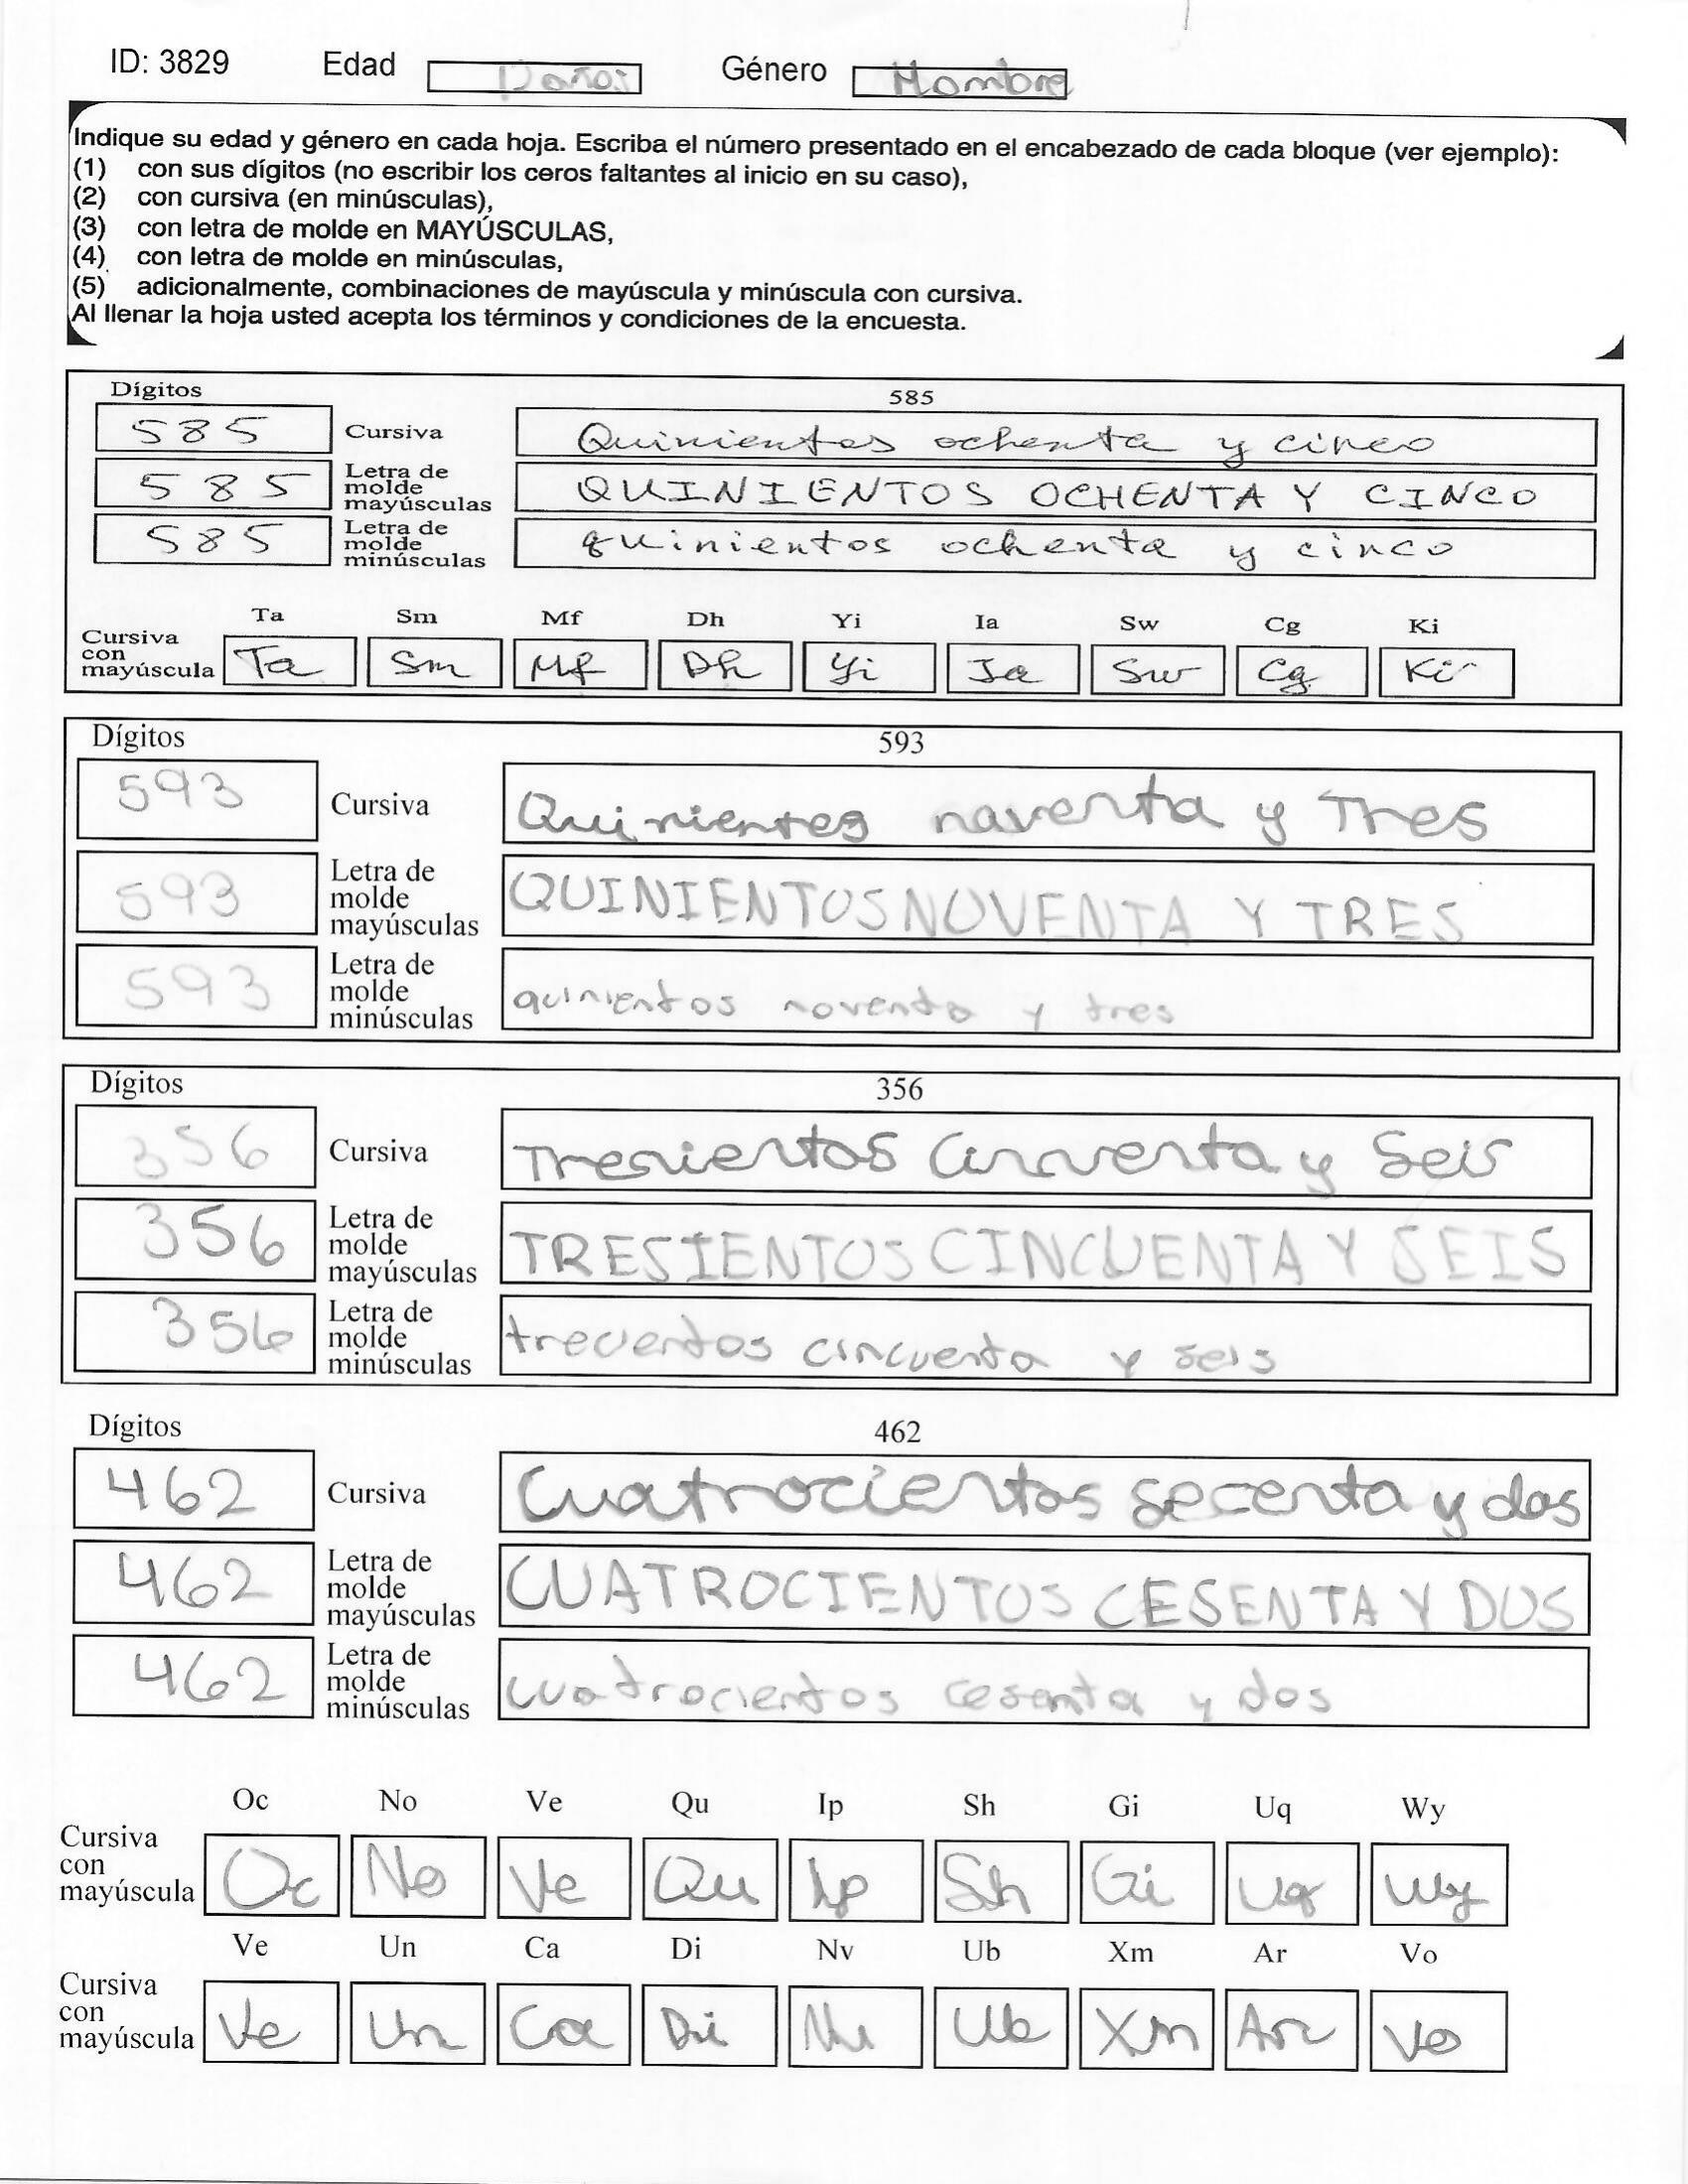 ID: 3829 Edad años Género Hombre
Indique su edad y género en cada hoja. Escriba el número presentado en el encabezado de cada bloque (ver ejemplo):
(1) con sus dígitos (no escribir los ceros faltantes al inicio en su caso),
(2) con cursiva (en minúsculas),
(3) con letra de molde en MAYÚSCULAS,
(4) con letra de molde en minúsculas,
(5) adicionalmente, combinaciones de mayúscula y minúscula con cursiva.
Al llenar la hoja usted acepta los términos y condiciones de la encuesta.
Dígitos 585
585 Cursiva Quinientos ochenta y cinco
585 Letra de molde mayúsculas QUINIENTOS OCHENTA Y CINCO
585 Letra de molde minúsculas quinientos ochenta y cinco
Ta Sm Mf Dh Yi Ia Sw Cg Ki
Cursiva con mayúscula Ta Sm Mf Dh Yi Ia Sw Cg Ki
Dígitos 593
593 Cursiva Quinientes naventa y Tres
593 Letra de molde mayúsculas QUINIENTOS NOVENTA Y TRES
593 Letra de molde minúsculas quinientos noventa y tres
Dígitos 356
356 Cursiva y Seis
356 Letra de molde mayúsculas TRESIENTOS CINCUENTA Y SEIS
356 Letra de molde minúsculas cincuenta y seis
Dígitos 462
462 Cursiva Cuatrocientos secenta y dos
462 Letra de molde mayúsculas CUATROCIENTOS CESENTA Y DOS
462 Letra de molde minúsculas cuatrocientos cesenta y dos
Oc No Ve Qu Ip Sh Gi Uq Wy
Cursiva con mayúscula Oc No Ve Qu Ip Sh Gi Uq Wy
Ve Un Ca Di Nv Ub Xm Ar Vo
Cursiva con mayúscula Ve Un Ca Di Nv Ub Xm Ar Vo